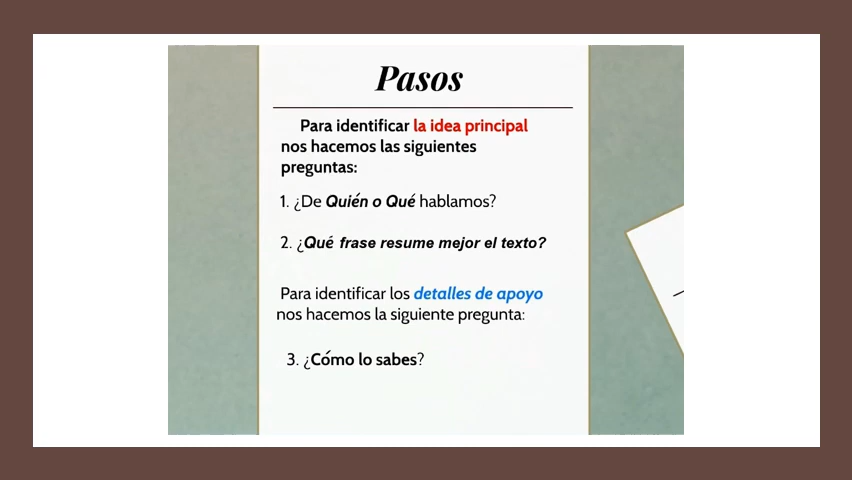 Pasos
Para identificar la idea principal
nos hacemos las siguientes
preguntas:
1. ¿De Quién o Qué hablamos?
2. ¿Qué frase resume mejor el texto?
Para identificar los detalles de apoyo
nos hacemos la siguiente pregunta:
3. ¿Cómo lo sabes?